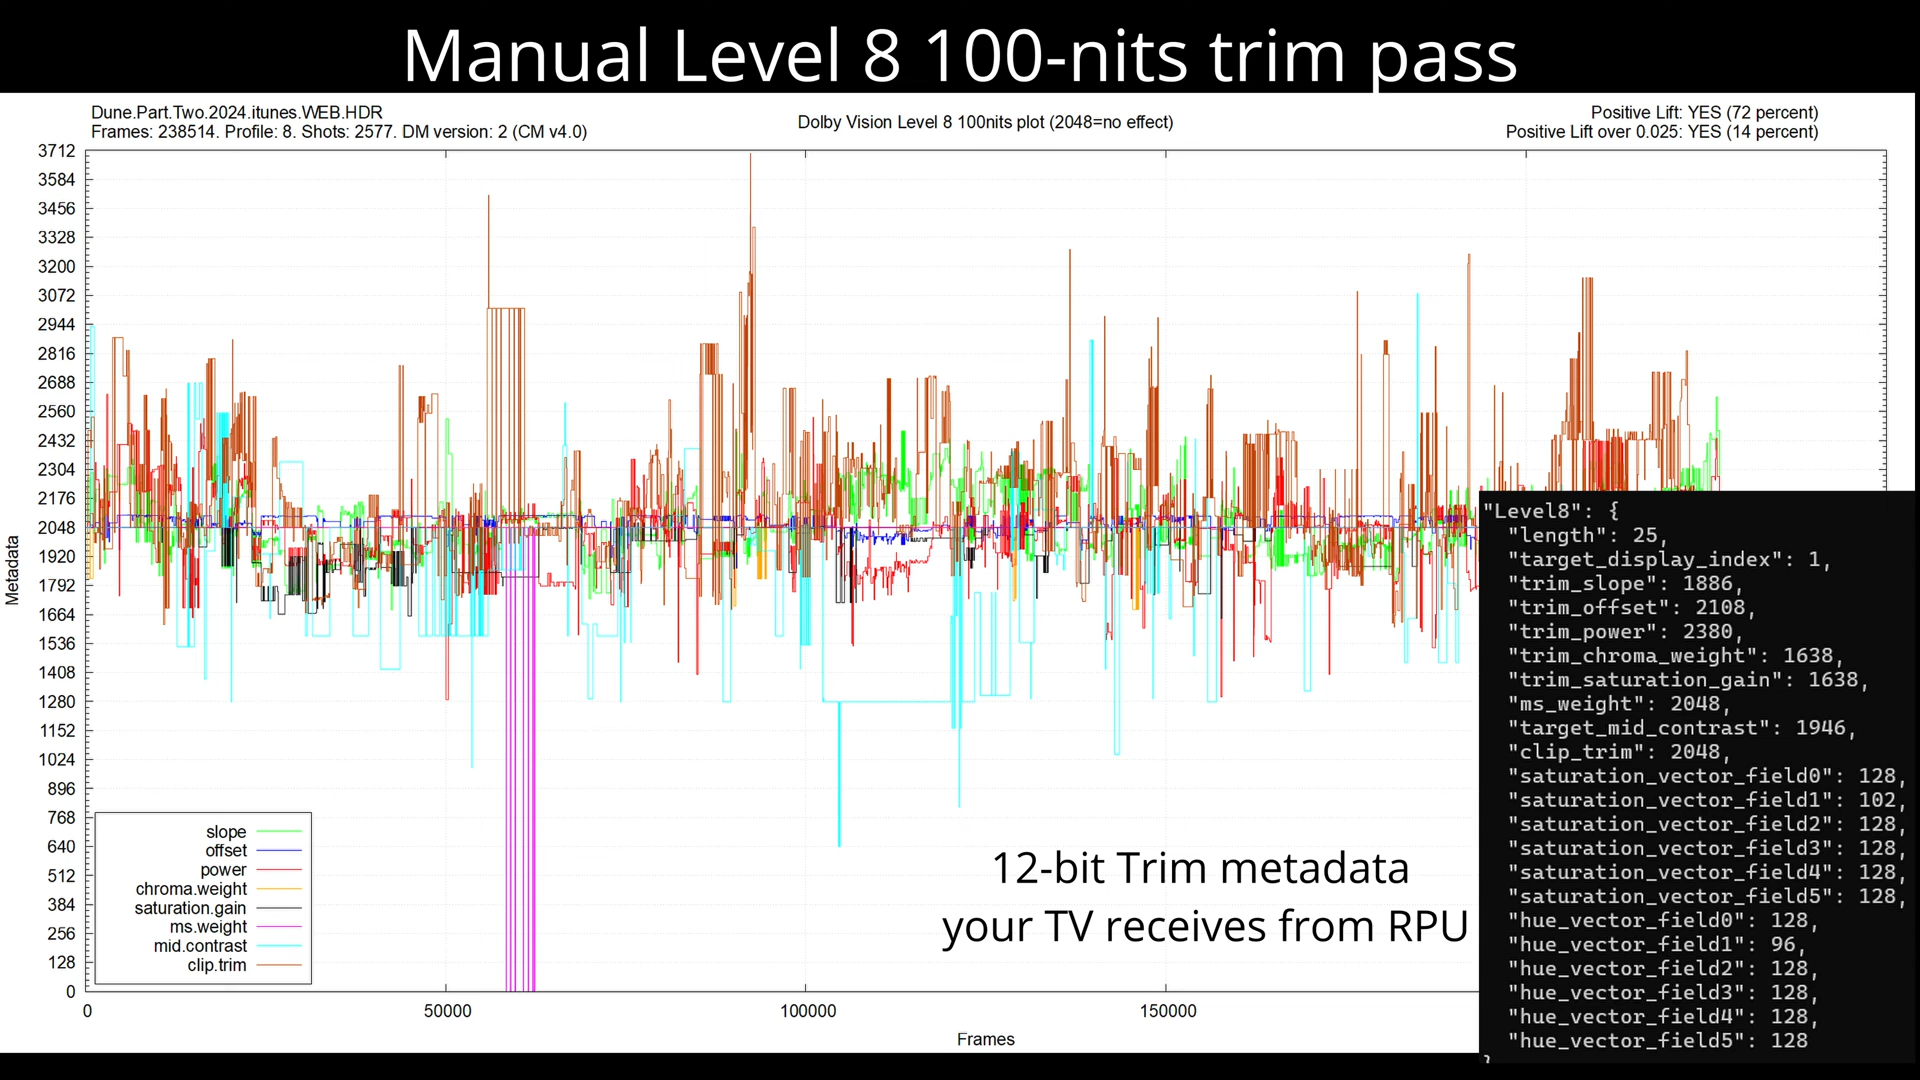 Manual Level 8 100-nits trim pass
Dune.Part.Two.2024.itunes.WEB.HDR
Frames: 238514. Profile: 8. Shots: 2577. DM version: 2 (CM v4.0)
Dolby Vision Level 8 100nits plot (2048=no effect)
Positive Lift: YES (72 percent)
Positive Lift over 0.025: YES (14 percent)
3712
3584
3456
3328
3200
3072
2944
2816
2688
2560
2432
2304
2176
2048
1920
1792
1664
1536
1408
1280
1152
1024
896
768
640
512
384
256
128
0
Metadata
slope
offset
power
chroma.weight
saturation.gain
ms.weight
mid.contrast
clip.trim
0
50000
100000
150000
Frames
12-bit Trim metadata
your TV receives from RPU
"Level8": {
"length": 25,
"target_display_index": 1,
"trim_slope": 1886,
"trim_offset": 2108,
"trim_power": 2380,
"trim_chroma_weight": 1638,
"trim_saturation_gain": 1638,
"ms_weight": 2048,
"target_mid_contrast": 1946,
"clip_trim": 2048,
"saturation_vector_field0": 128,
"saturation_vector_field1": 102,
"saturation_vector_field2": 128,
"saturation_vector_field3": 128,
"saturation_vector_field4": 128,
"saturation_vector_field5": 128,
"hue_vector_field0": 128,
"hue_vector_field1": 96,
"hue_vector_field2": 128,
"hue_vector_field3": 128,
"hue_vector_field4": 128,
"hue_vector_field5": 128
}